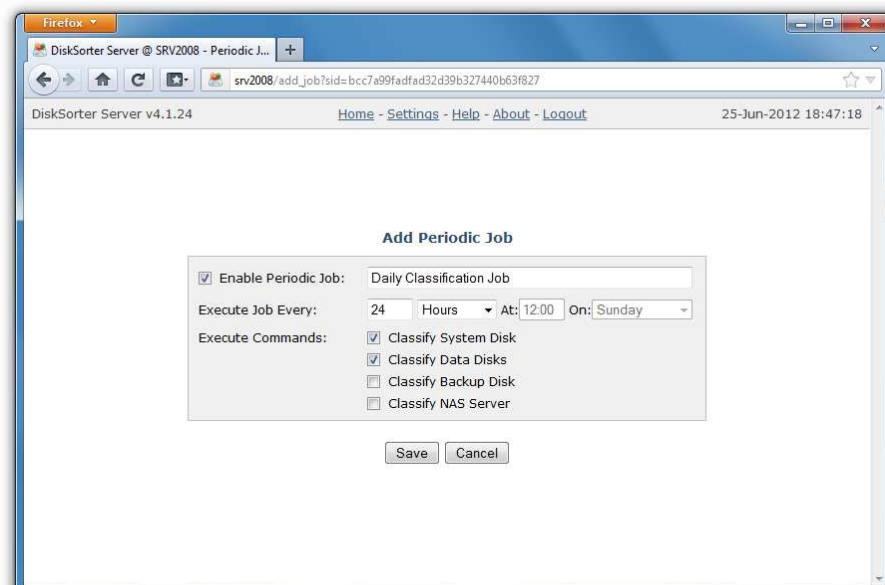 Firefox
DiskSorter Server @ SRV2008 - Periodic J...
srv2008/add_job?sid=bcc7a99fadfad32d39b327440b63f827
DiskSorter Server v4.1.24 Home - Settings - Help - About - Logout 25-Jun-2012 18:47:18
Add Periodic Job
Enable Periodic Job: Daily Classification Job
Execute Job Every: 24 Hours At: 12:00 On: Sunday
Execute Commands: Classify System Disk
Classify Data Disks
Classify Backup Disk
Classify NAS Server
Save Cancel